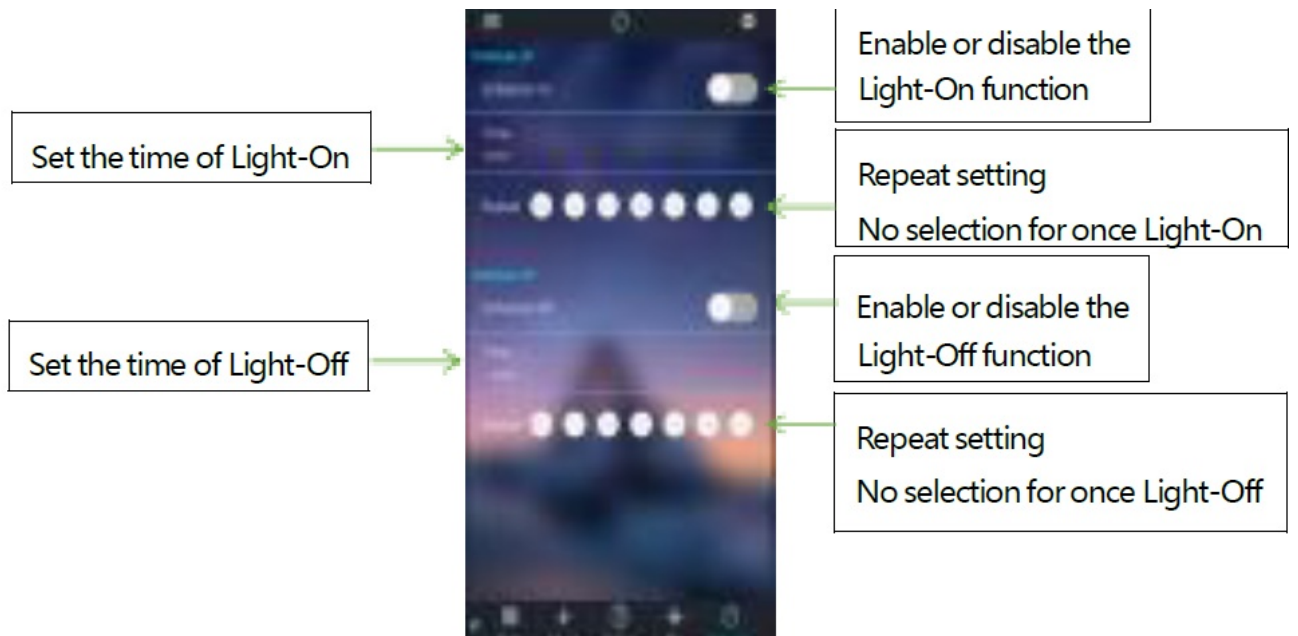 Enable or disable the
Light-On function
Set the time of Light-On
Repeat setting
No selection for once Light-On
Enable or disable the
Light-Off function
Set the time of Light-Off
Repeat setting
No selection for once Light-Off